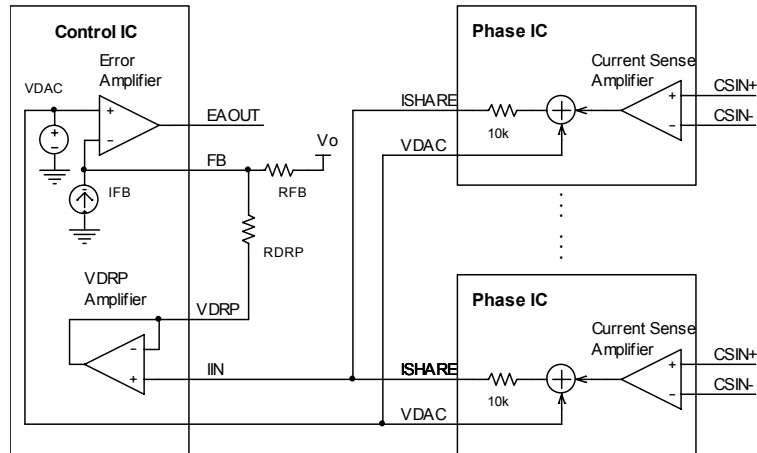 Control IC
Error
Amplifier
VDAC
+
-
+
-
EAOUT
FB
Vo
RFB
IFB
RDRP
VDRP
Amplifier
VDRP
-
+
IIN
Phase IC
Current Sense
Amplifier
CSIN+
+
ISHARE
10k
-
CSIN-
VDAC
Phase IC
Current Sense
Amplifier
CSIN+
+
ISHARE
10k
-
CSIN-
VDAC